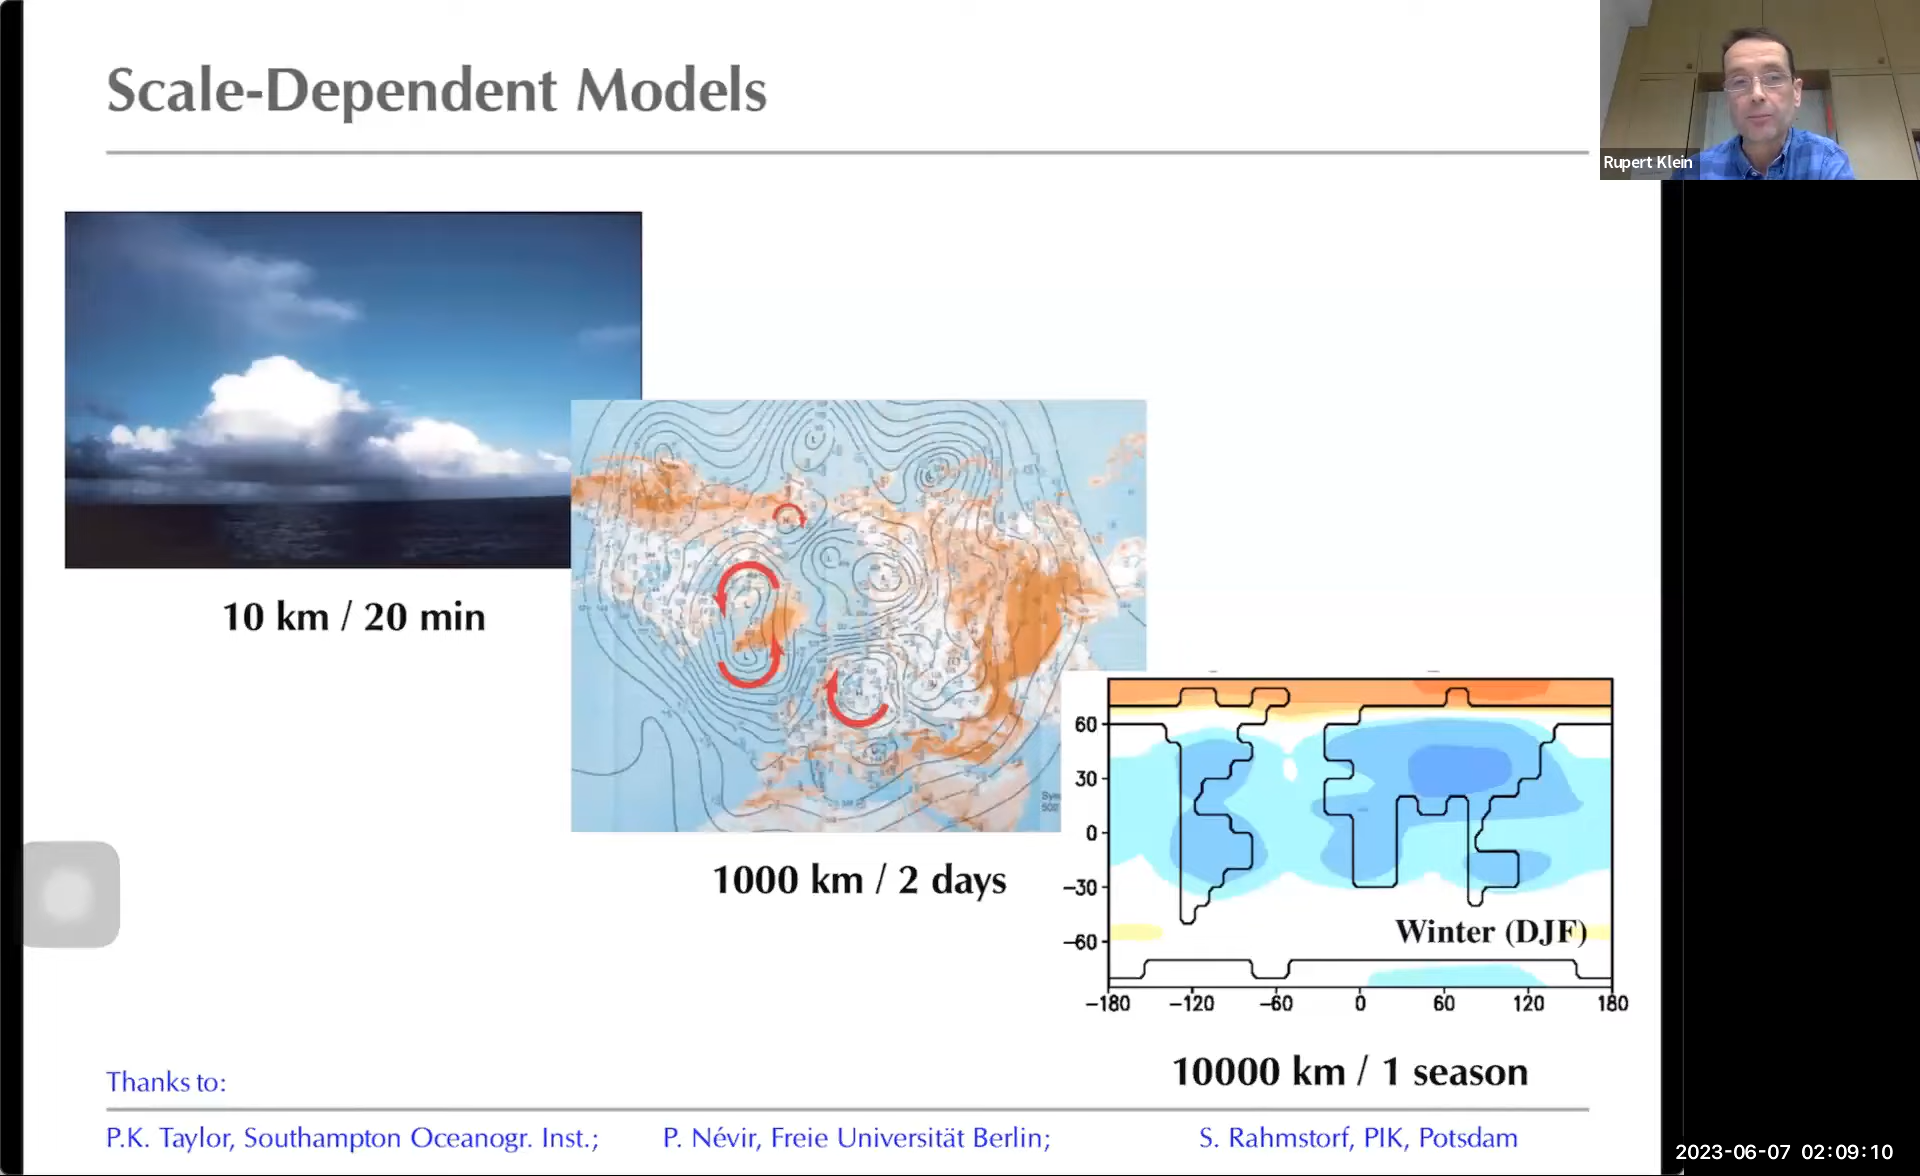 Scale-Dependent Models
Rupert Klein
10 km / 20 min
1000 km / 2 days
60
30
0
−30
−60
Winter (DJF)
−180 −120 −60 0 60 120 180
10000 km / 1 season
Thanks to:
P.K. Taylor, Southampton Oceanogr. Inst.; P. Névir, Freie Universität Berlin; S. Rahmstorf, PIK, Potsdam
2023-06-07 02:09:10